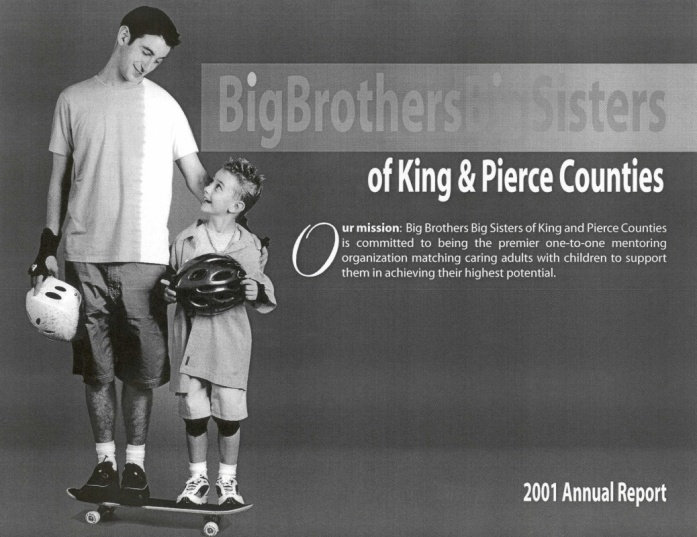 BigBrothersBigSisters
of King & Pierce Counties
Our mission: Big Brothers Big Sisters of King and Pierce Counties
is committed to being the premier one-to-one mentoring
organization matching caring adults with children to support
them in achieving their highest potential.
2001 Annual Report